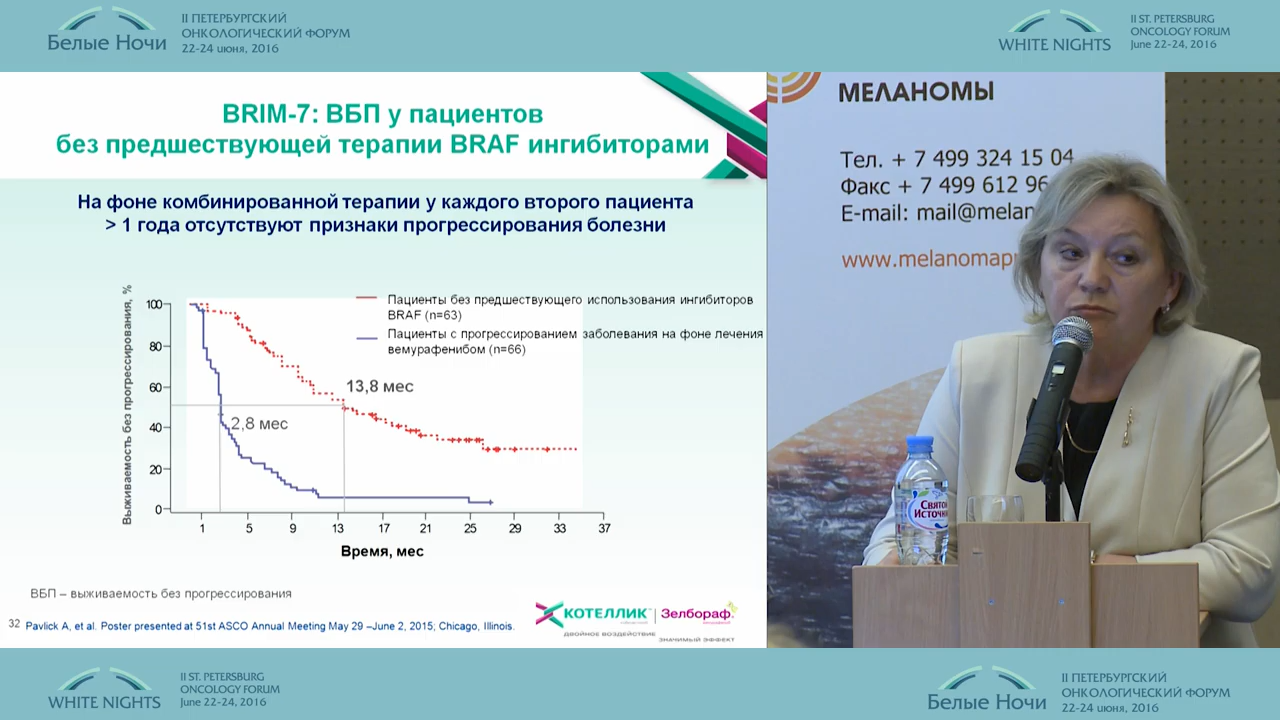 II ПЕТЕРБУРГСКИЙ
ОНКОЛОГИЧЕСКИЙ ФОРУМ
Белые Ночи
22-24 июня, 2016
II ST. PETERSBURG
ONCOLOGY FORUM
WHITE NIGHTS
June 22-24, 2016
BRIM-7: ВБП у пациентов
без предшествующей терапии BRAF ингибиторами
На фоне комбинированной терапии у каждого второго пациента
> 1 года отсутствуют признаки прогрессирования болезни
Выживаемость без прогрессирования, %
100
80
60
40
20
0
Пациенты без предшествующего использования ингибиторов
BRAF (n=63)
Пациенты с прогрессированием заболевания на фоне лечения
вемурафенибом (n=66)
13,8 мес
2,8 мес
1 5 9 13 17 21 25 29 33 37
Время, мес
ВБП – выживаемость без прогрессирования
32 Pavlick A, et al. Poster presented at 51st ASCO Annual Meeting May 29 –June 2, 2015; Chicago, Illinois.
КОТЕЛЛИК Зелбораф
ДВОЙНОЕ ВОЗДЕЙСТВИЕ
ЗНАЧИМЫЙ ЭФФЕКТ
МЕЛАНОМЫ
Тел. + 7 499 324 15 04
Факс + 7 499 612 96
E-mail: mail@melan
www.melanomapr
Святой
Источник
II ST. PETERSBURG
ONCOLOGY FORUM
WHITE NIGHTS
June 22-24, 2016
II ПЕТЕРБУРГСКИЙ
ОНКОЛОГИЧЕСКИЙ ФОРУМ
Белые Ночи
22-24 июня, 2016